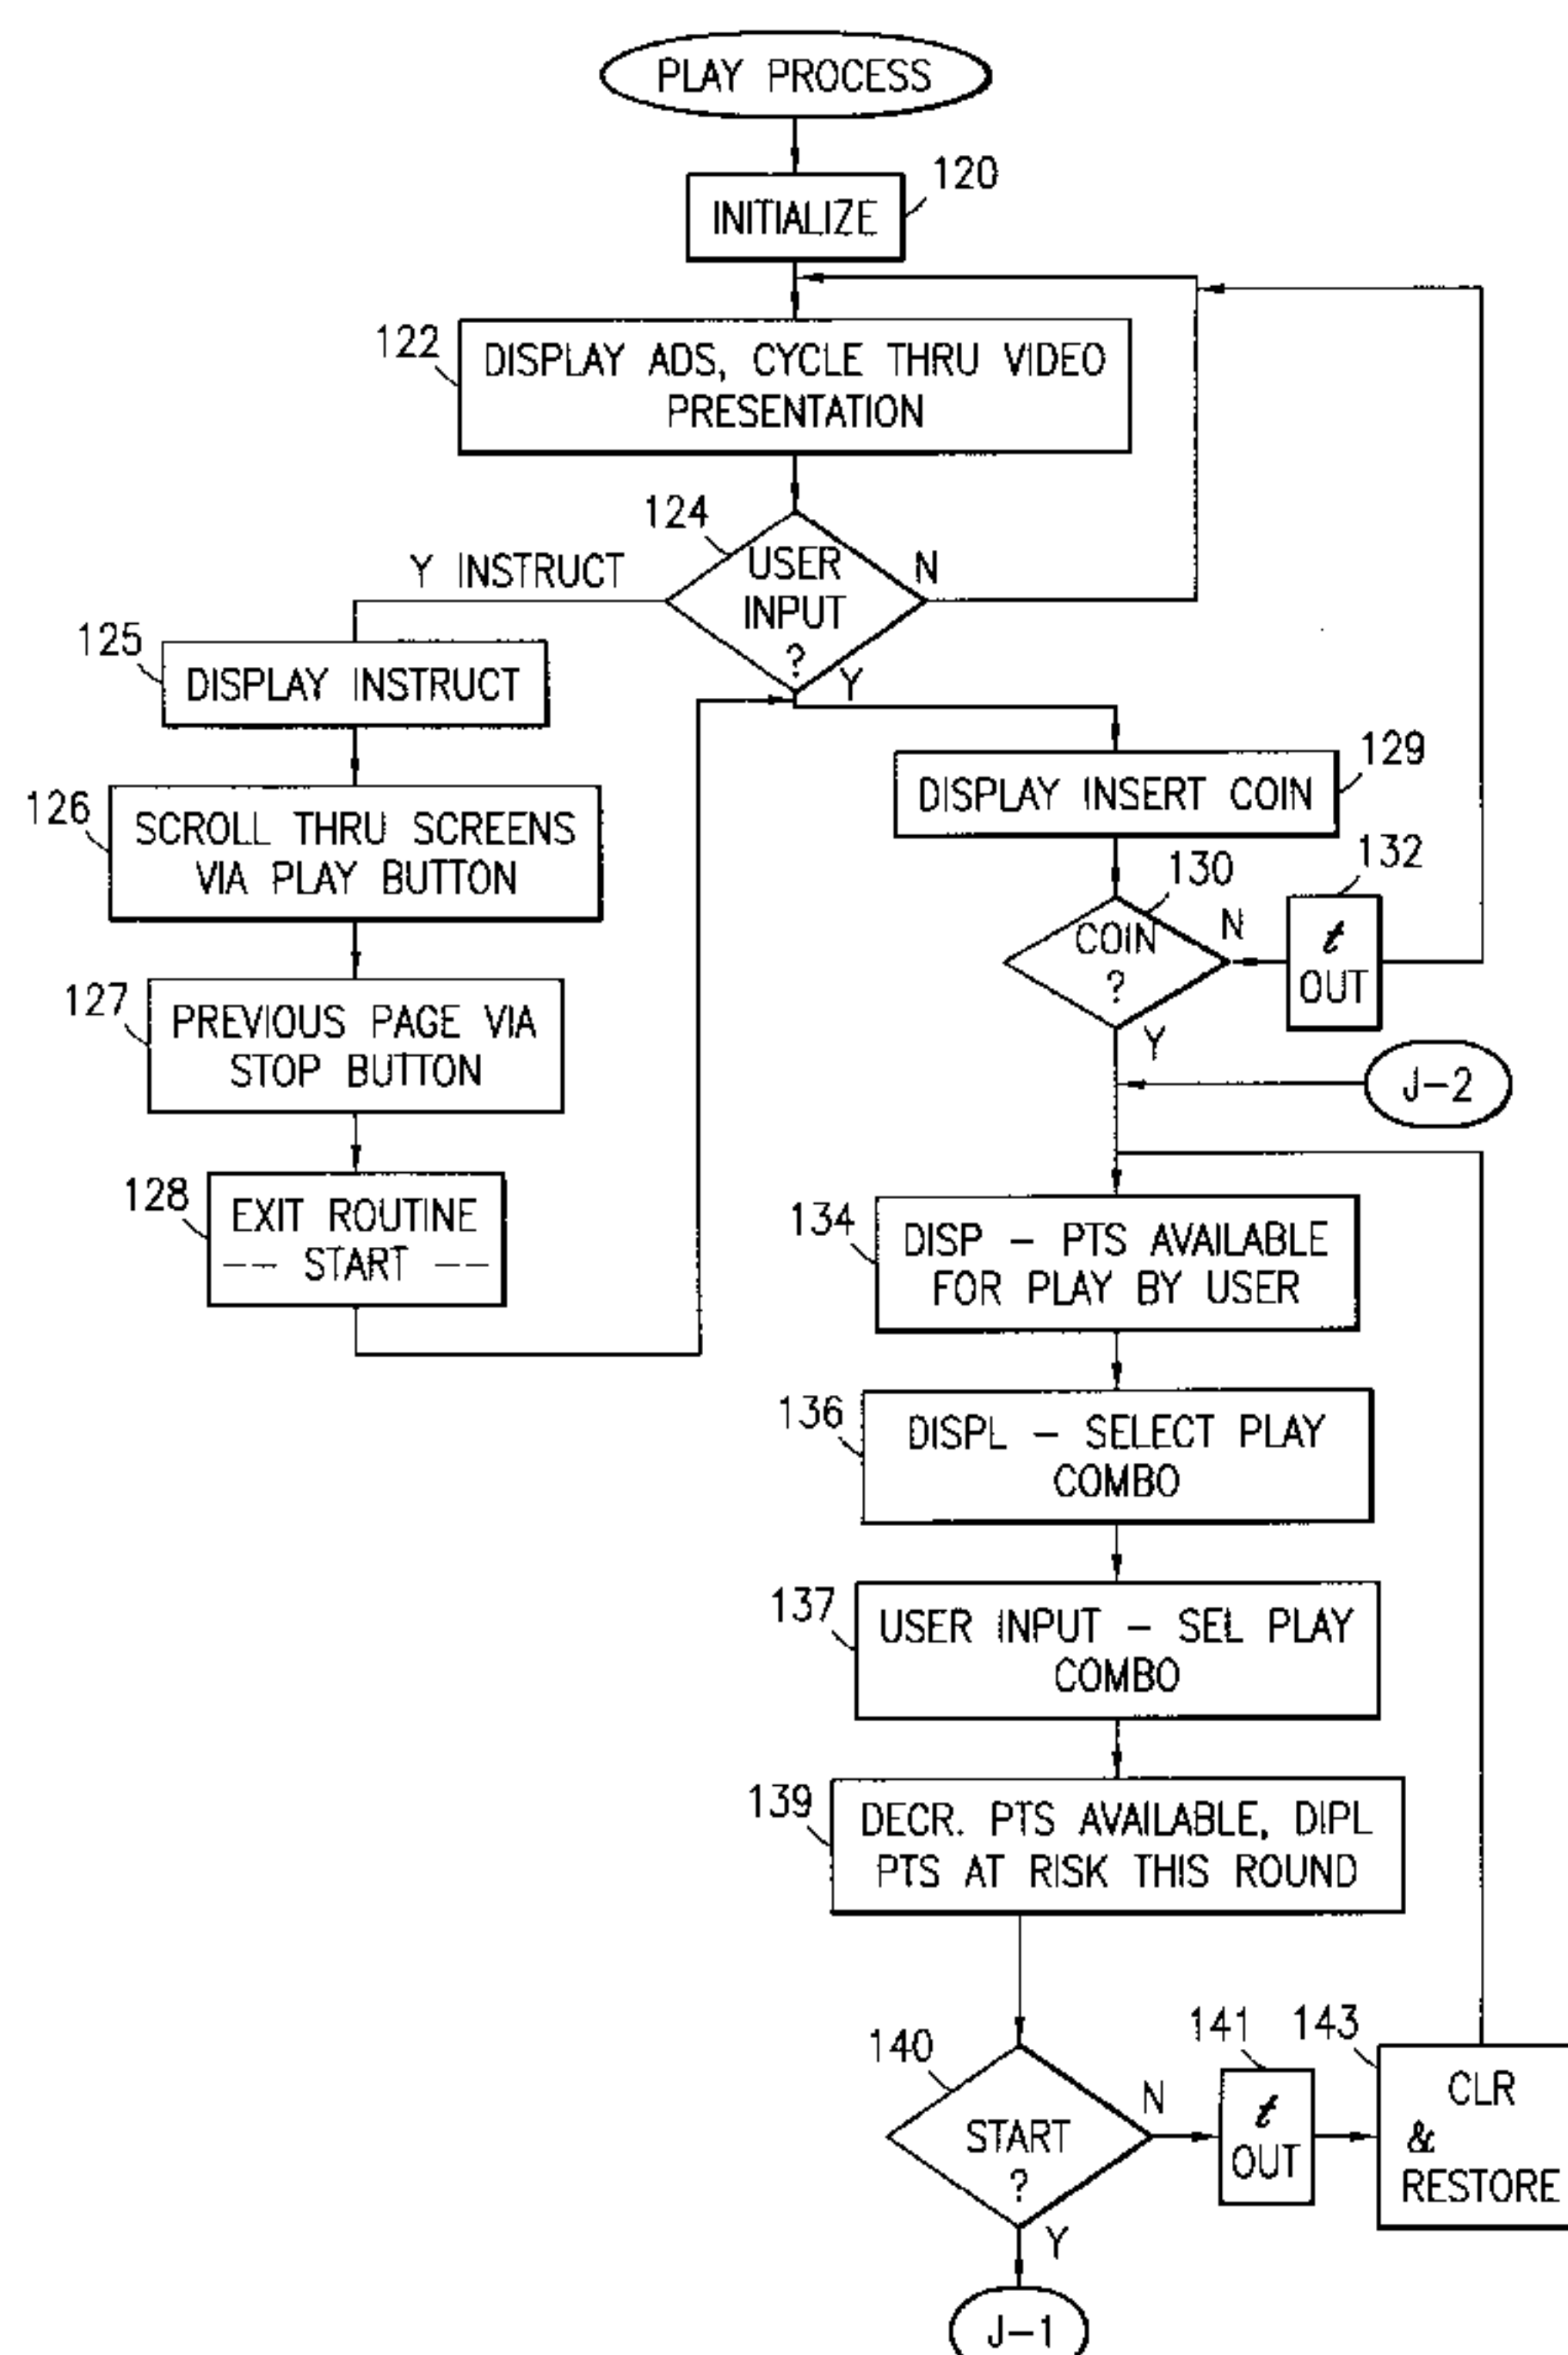 PLAY PROCESS
120
INITIALIZE
122
DISPLAY ADS, CYCLE THRU VIDEO
PRESENTATION
124
USER
INPUT
?
Y INSTRUCT
N
Y
125
DISPLAY INSTRUCT
126
SCROLL THRU SCREENS
VIA PLAY BUTTON
127
PREVIOUS PAGE VIA
STOP BUTTON
128
EXIT ROUTINE
-- START --
129
DISPLAY INSERT COIN
130
COIN
?
N
132
t
OUT
Y
J-2
134
DISP - PTS AVAILABLE
FOR PLAY BY USER
136
DISPL - SELECT PLAY
COMBO
137
USER INPUT - SEL PLAY
COMBO
139
DECR. PTS AVAILABLE, DIPL
PTS AT RISK THIS ROUND
140
START
?
N
141
t
OUT
143
CLR
&
RESTORE
Y
J-1